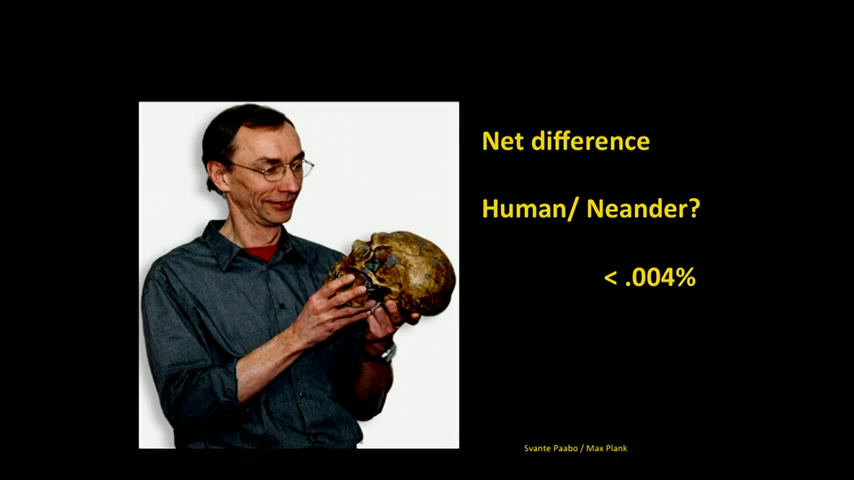 Net difference
Human/ Neander?
< .004%
Svante Paabo / Max Plank